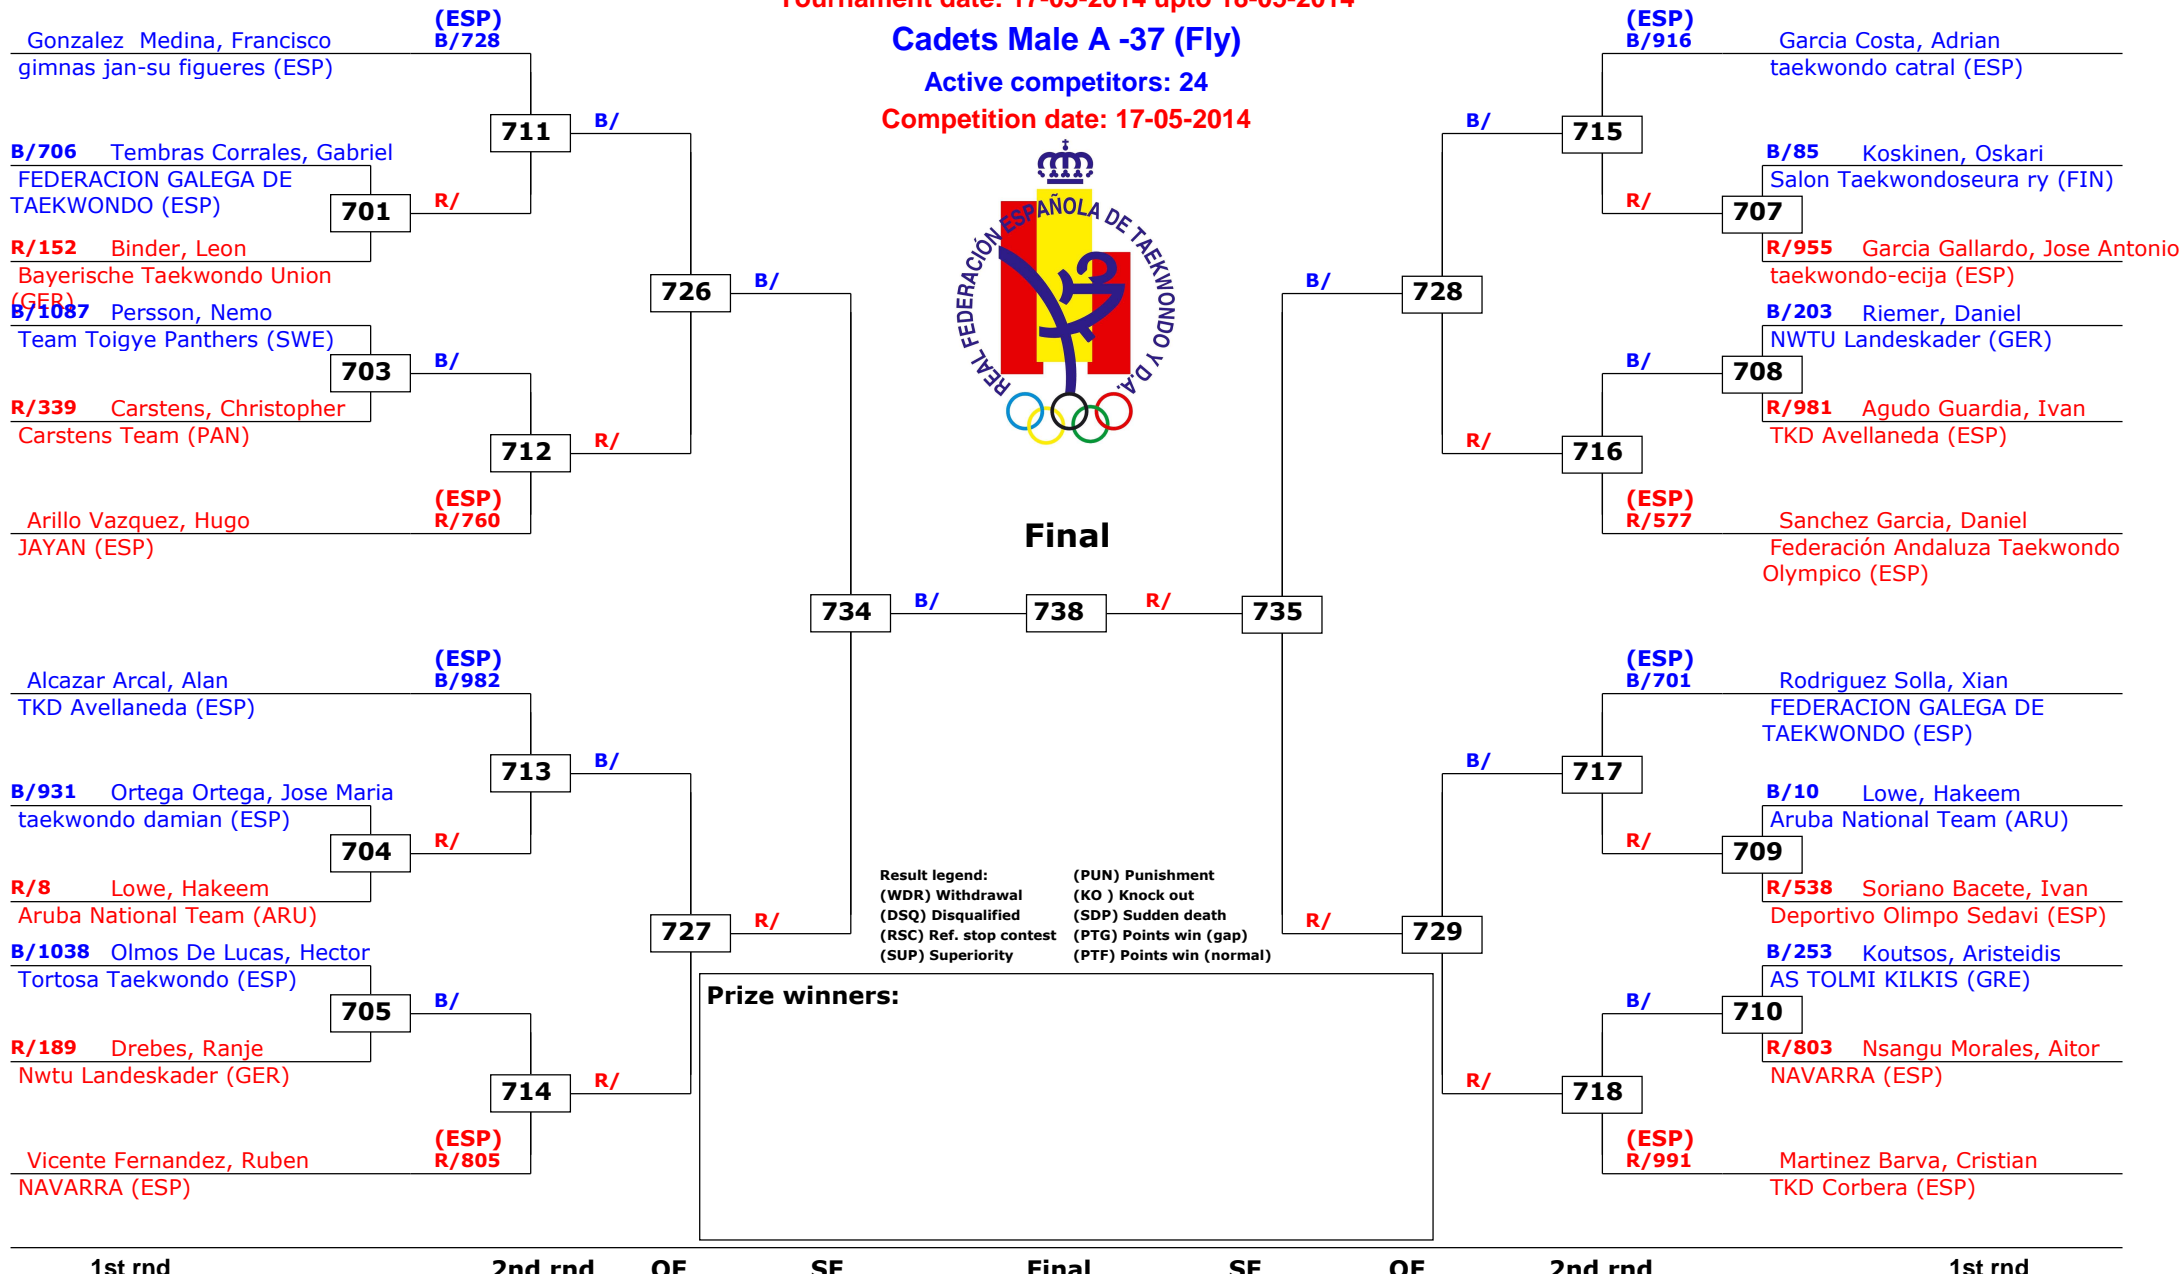 Tournament date: 17-05-2014 upto 18-05-2014
Cadets Male A -37 (Fly)
Active competitors: 24
Competition date: 17-05-2014
(ESP)
Gonzalez  Medina, Francisco B/728
gimnas jan-su figueres (ESP)
711 B/
B/706 Tembras Corrales, Gabriel
FEDERACION GALEGA DE
TAEKWONDO (ESP)
701 R/
R/152 Binder, Leon
Bayerische Taekwondo Union
(GER)
726 B/
B/1087 Persson, Nemo
Team Toigye Panthers (SWE)
703 B/
R/339 Carstens, Christopher
Carstens Team (PAN)
712 R/
(ESP)
Arillo Vazquez, Hugo R/760
JAYAN (ESP)
734 B/
(ESP)
Alcazar Arcal, Alan B/982
TKD Avellaneda (ESP)
713 B/
B/931 Ortega Ortega, Jose Maria
taekwondo damian (ESP)
704 R/
R/8 Lowe, Hakeem
Aruba National Team (ARU)
727 R/
B/1038 Olmos De Lucas, Hector
Tortosa Taekwondo (ESP)
705 B/
R/189 Drebes, Ranje
Nwtu Landeskader (GER)
714 R/
(ESP)
Vicente Fernandez, Ruben R/805
NAVARRA (ESP)
REAL FEDERACIÓN ESPAÑOLA DE TAEKWONDO Y D.A.
Final
738
(ESP)
B/916 Garcia Costa, Adrian
taekwondo catral (ESP)
B/ 715
B/85 Koskinen, Oskari
Salon Taekwondoseura ry (FIN)
R/ 707
R/955 Garcia Gallardo, Jose Antonio
taekwondo-ecija (ESP)
B/ 728
B/203 Riemer, Daniel
NWTU Landeskader (GER)
B/ 708
R/981 Agudo Guardia, Ivan
TKD Avellaneda (ESP)
R/ 716
(ESP)
R/577 Sanchez Garcia, Daniel
Federación Andaluza Taekwondo
Olympico (ESP)
R/ 735
(ESP)
B/701 Rodriguez Solla, Xian
FEDERACION GALEGA DE
TAEKWONDO (ESP)
B/ 717
B/10 Lowe, Hakeem
Aruba National Team (ARU)
R/ 709
R/538 Soriano Bacete, Ivan
Deportivo Olimpo Sedavi (ESP)
R/ 729
B/253 Koutsos, Aristeidis
AS TOLMI KILKIS (GRE)
B/ 710
R/803 Nsangu Morales, Aitor
NAVARRA (ESP)
R/ 718
(ESP)
R/991 Martinez Barva, Cristian
TKD Corbera (ESP)
Result legend: (PUN) Punishment
(WDR) Withdrawal (KO ) Knock out
(DSQ) Disqualified (SDP) Sudden death
(RSC) Ref. stop contest (PTG) Points win (gap)
(SUP) Superiority (PTF) Points win (normal)
Prize winners:
1st rnd 2nd rnd QF SF Final SF QF 2nd rnd 1st rnd